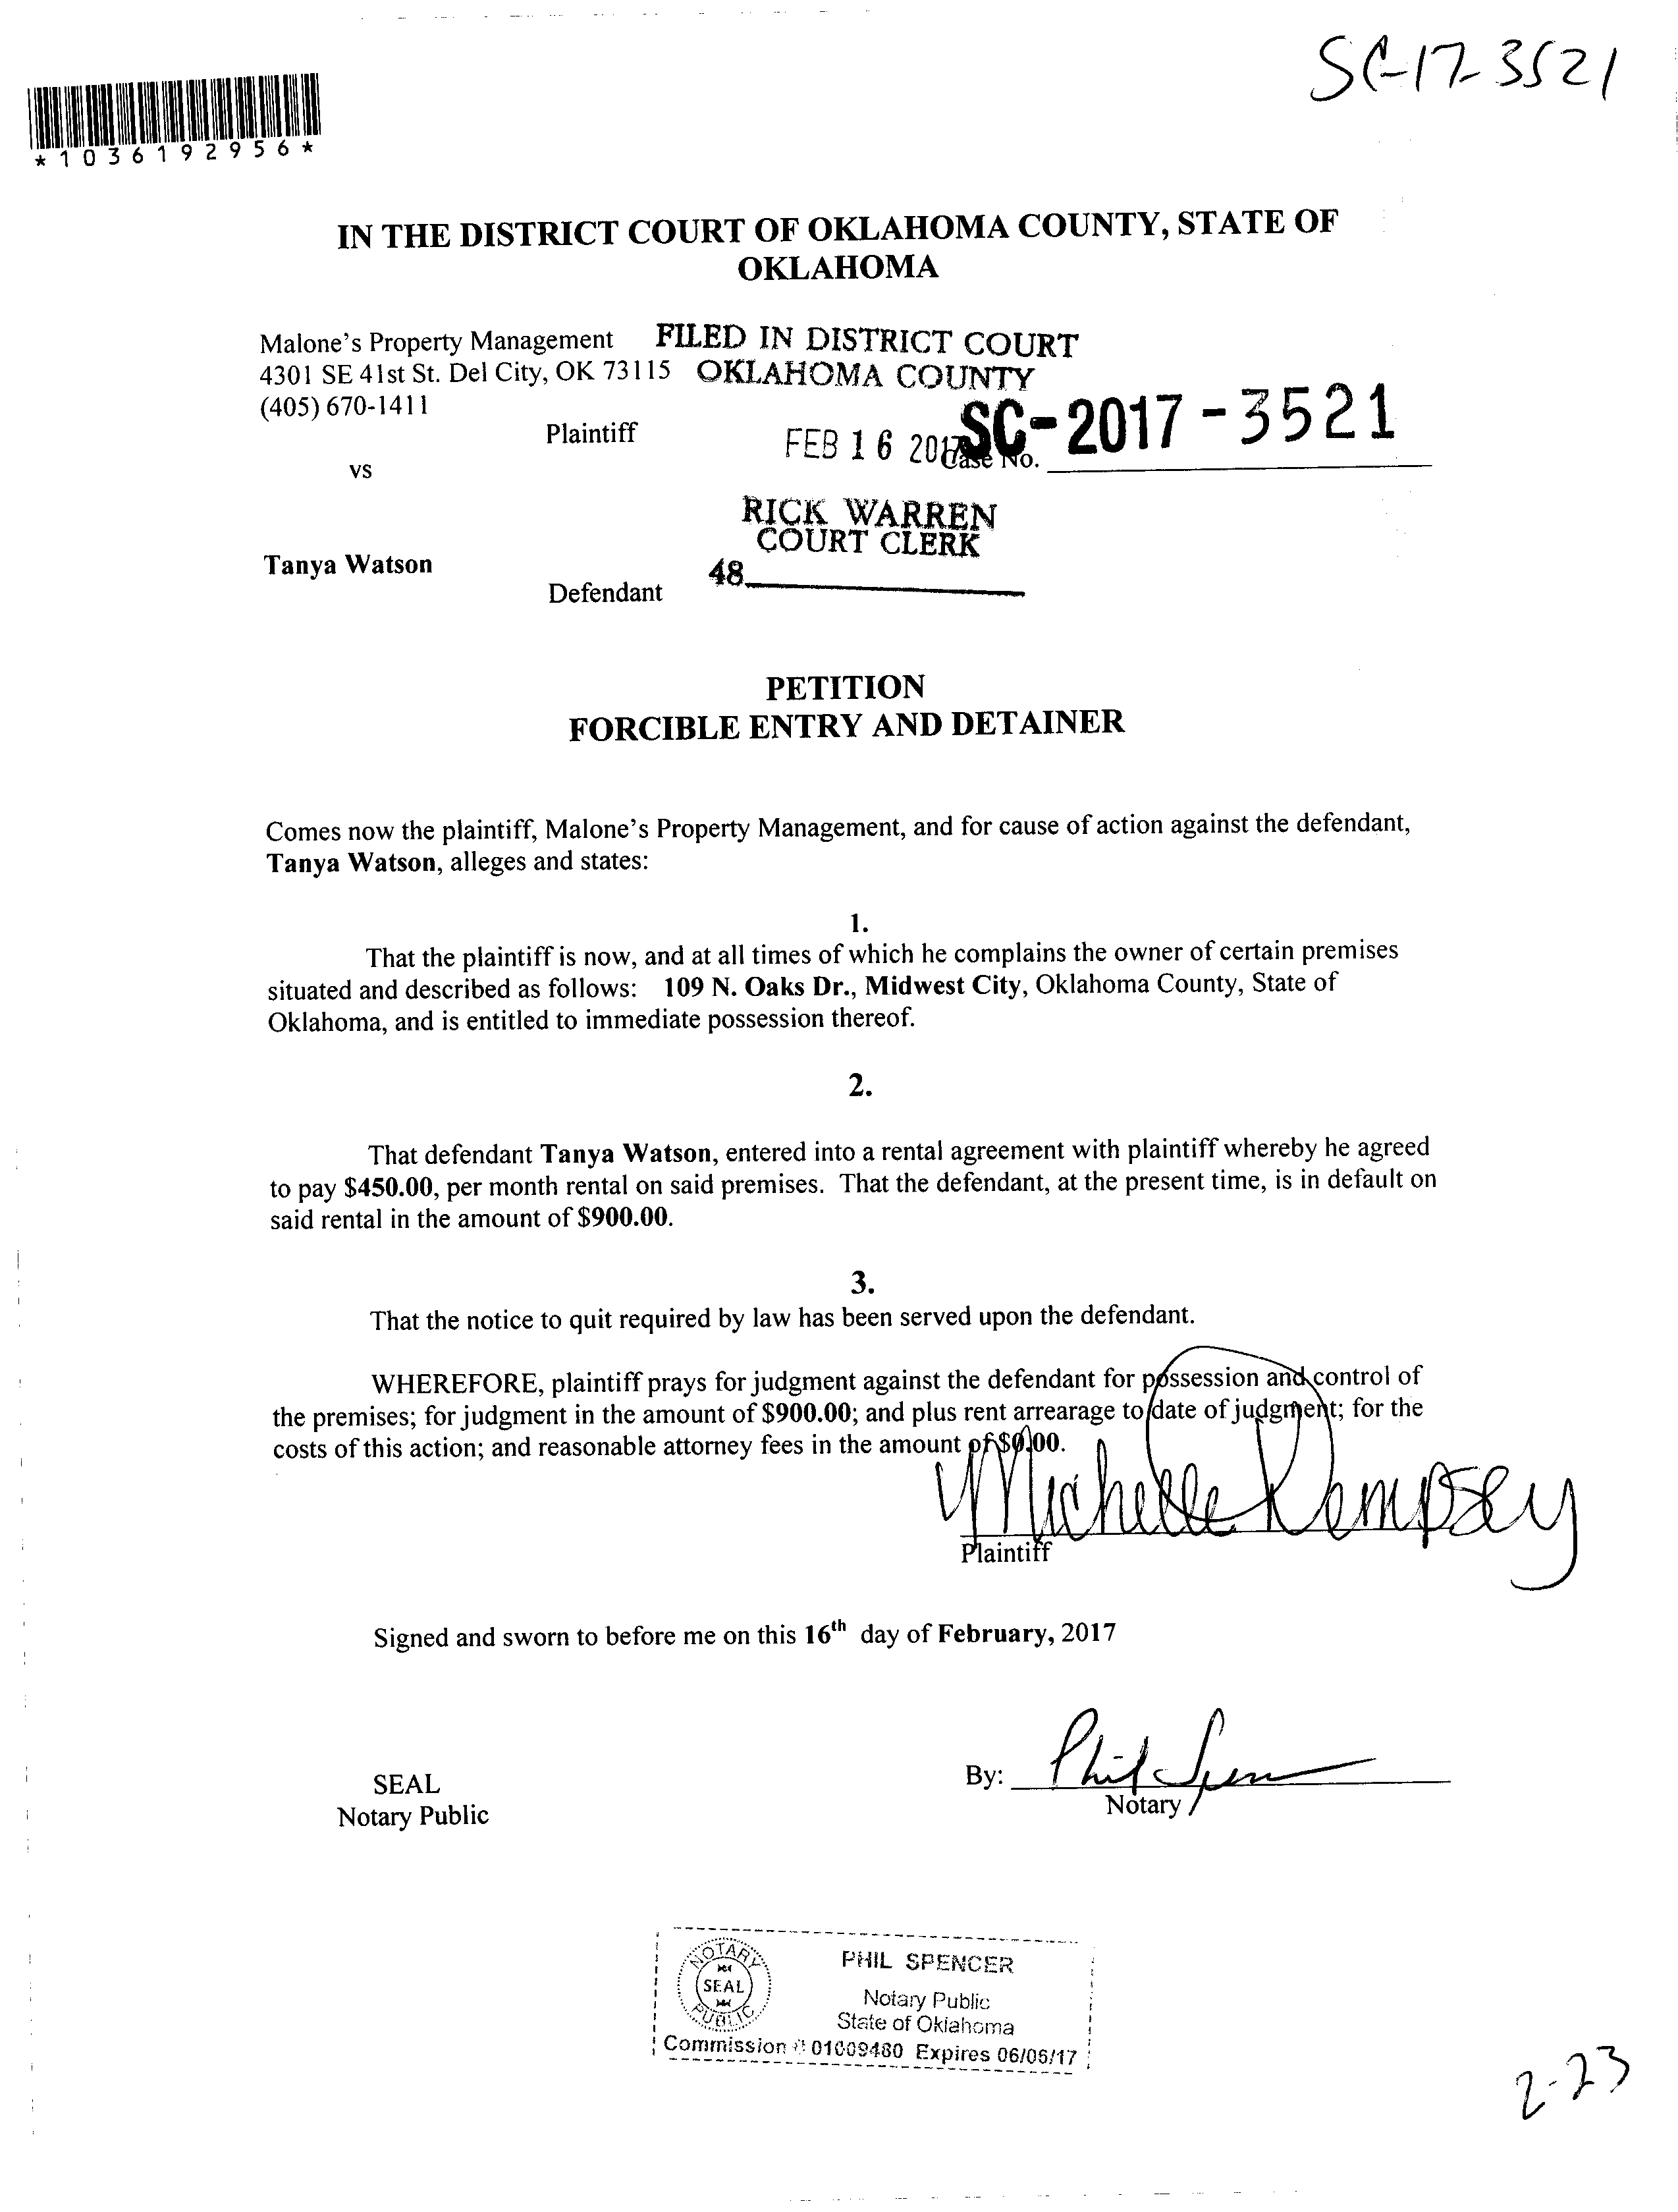 SC-17-3521
*1036192956*
IN THE DISTRICT COURT OF OKLAHOMA COUNTY, STATE OF
OKLAHOMA
Malone's Property Management FILED IN DISTRICT COURT
4301 SE 41st St. Del City, OK 73115 OKLAHOMA COUNTY
(405) 670-1411
Plaintiff FEB 16 2017 Case No. SC-2017-3521
vs
RICK WARREN
COURT CLERK
Tanya Watson
48
Defendant
PETITION
FORCIBLE ENTRY AND DETAINER
Comes now the plaintiff, Malone's Property Management, and for cause of action against the defendant,
Tanya Watson, alleges and states:
1.
That the plaintiff is now, and at all times of which he complains the owner of certain premises
situated and described as follows: 109 N. Oaks Dr., Midwest City, Oklahoma County, State of
Oklahoma, and is entitled to immediate possession thereof.
2.
That defendant Tanya Watson, entered into a rental agreement with plaintiff whereby he agreed
to pay $450.00, per month rental on said premises. That the defendant, at the present time, is in default on
said rental in the amount of $900.00.
3.
That the notice to quit required by law has been served upon the defendant.
WHEREFORE, plaintiff prays for judgment against the defendant for possession and control of
the premises; for judgment in the amount of $900.00; and plus rent arrearage to date of judgment; for the
costs of this action; and reasonable attorney fees in the amount of $0.00.
Michelle Dempsey
Plaintiff
Signed and sworn to before me on this 16th day of February, 2017
By: Phil Spencer
SEAL
Notary
Notary Public
NOTARY
SEAL
PUBLIC
PHIL SPENCER
Notary Public
State of Oklahoma
Commission # 01009480 Expires 06/06/17
2-23